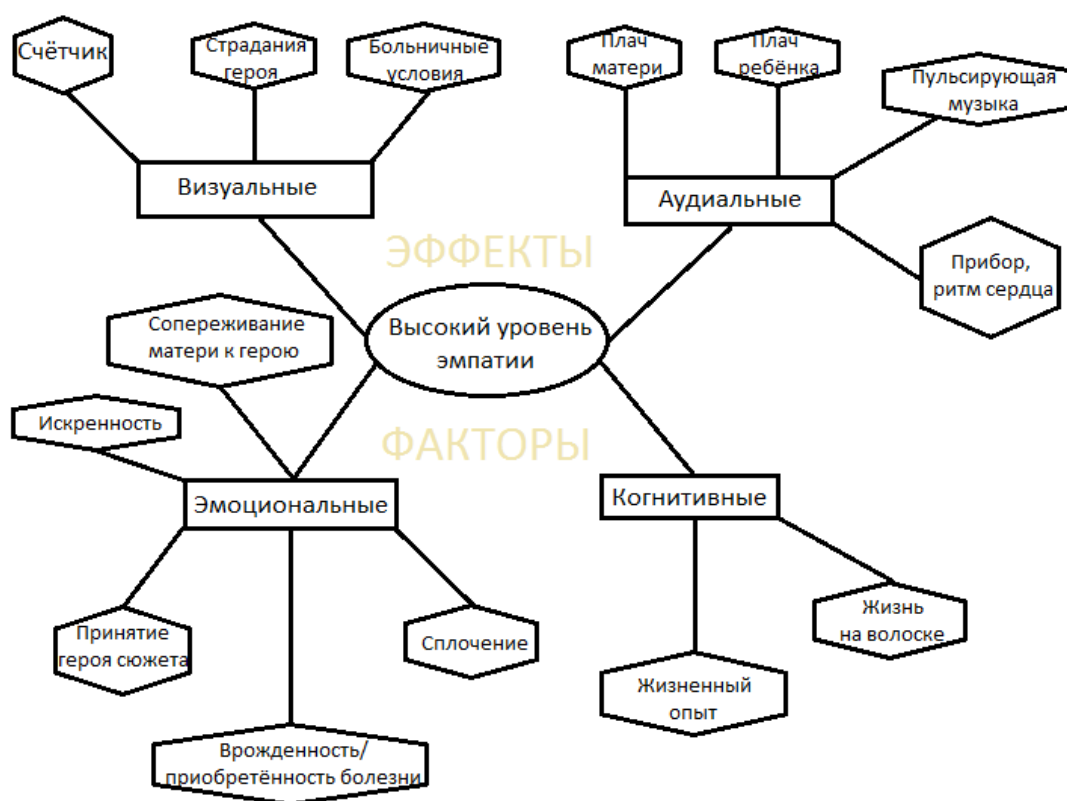 Счётчик
Страдания
героя
Больничные
условия
Плач
матери
Плач
ребёнка
Пульсирующая
музыка
Визуальные
Аудиальные
ЭФФЕКТЫ
Прибор,
ритм сердца
Высокий уровень
эмпатии
Сопереживание
матери к герою
Искренность
ФАКТОРЫ
Эмоциональные
Когнитивные
Принятие
героя сюжета
Сплочение
Жизнь
на волоске
Жизненный
опыт
Врожденность/
приобретённость болезни